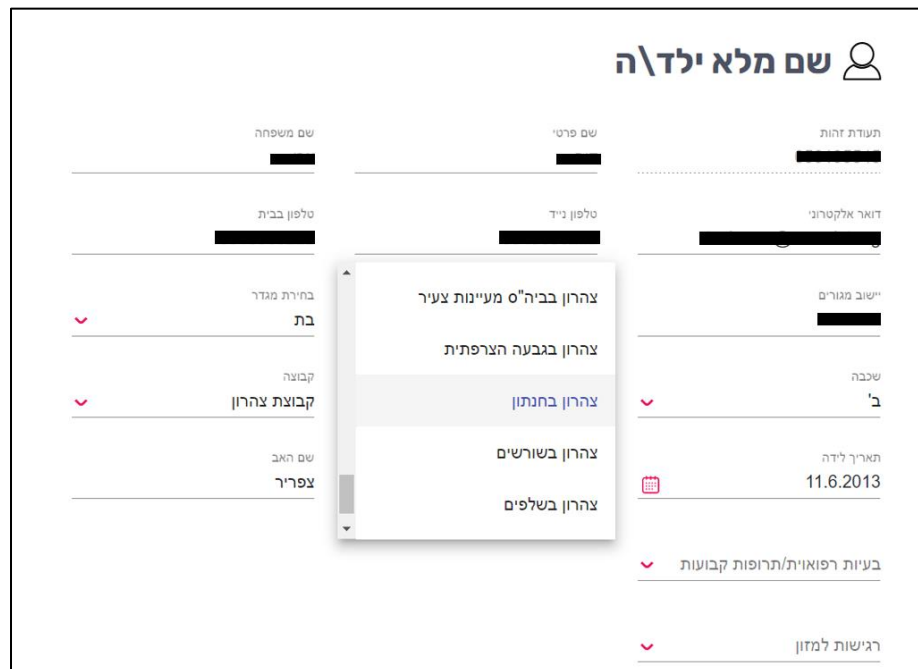 שם מלא ילד\ה
תעודת זהות
שם פרטי
שם משפחה
דואר אלקטרוני
טלפון נייד
טלפון בבית
יישוב מגורים
בחירת מגדר
בת
שכבה
ב'
קבוצה
קבוצת צהרון
תאריך לידה
11.6.2013
שם האב
צפריר
צהרון בביה"ס מעיינות צעיר
צהרון בגבעה הצרפתית
צהרון בחנתון
צהרון בשורשים
צהרון בשלפים
בעיות רפואוית/תרופות קבועות
רגישות למזון